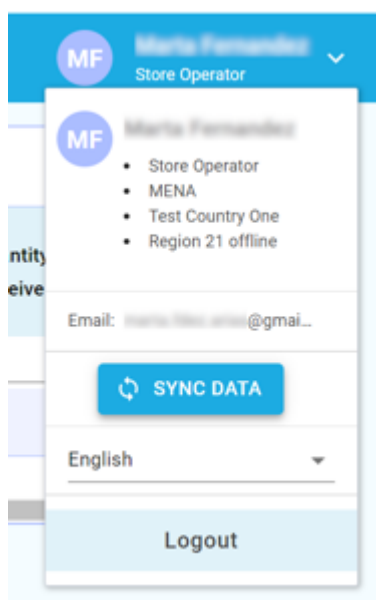 MF
Store Operator
MF
• Store Operator
• MENA
• Test Country One
• Region 21 offline
ntity
eive
Email: @gmai...
SYNC DATA
English
Logout